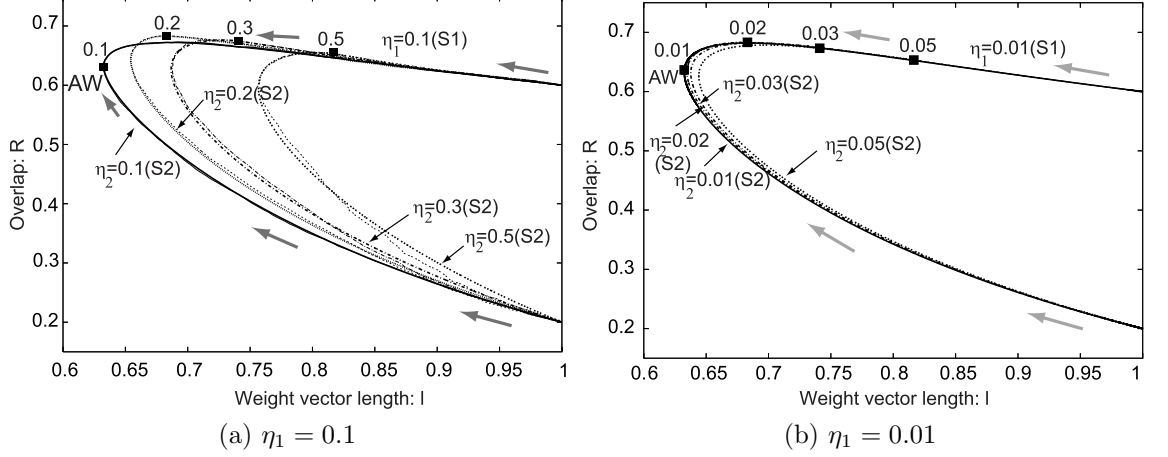 0.7
0.6
0.5
0.4
0.3
0.2
Overlap: R
0.1
0.2
0.3
0.5
η1=0.1(S1)
AW
η2=0.2(S2)
η2=0.1(S2)
η2=0.3(S2)
η2=0.5(S2)
0.6 0.65 0.7 0.75 0.8 0.85 0.9 0.95 1
Weight vector length: l
(a) η1 = 0.1
0.7
0.6
0.5
0.4
0.3
0.2
Overlap: R
0.01
0.02
0.03
0.05
η1=0.01(S1)
AW
η2=0.03(S2)
η2=0.02
(S2)
η2=0.01(S2)
η2=0.05(S2)
0.6 0.65 0.7 0.75 0.8 0.85 0.9 0.95 1
Weight vector length: l
(b) η1 = 0.01